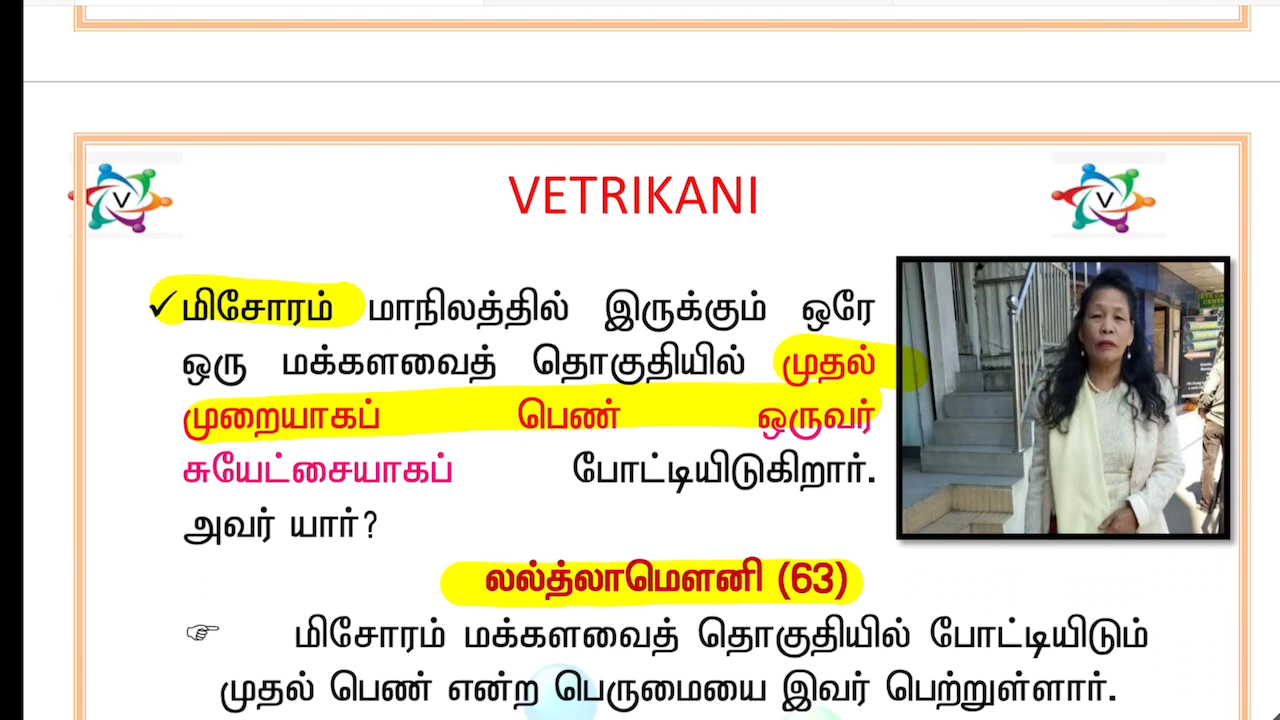 V
VETRIKANI
V
✓மிசோரம் மாநிலத்தில் இருக்கும் ஒரே
ஒரு மக்களவைத் தொகுதியில் முதல்
முறையாகப் பெண் ஒருவர்
சுயேட்சையாகப் போட்டியிடுகிறார்.
அவர் யார்?
லல்த்லாமௌனி (63)
☞ மிசோரம் மக்களவைத் தொகுதியில் போட்டியிடும்
முதல் பெண் என்ற பெருமையை இவர் பெற்றுள்ளார்.